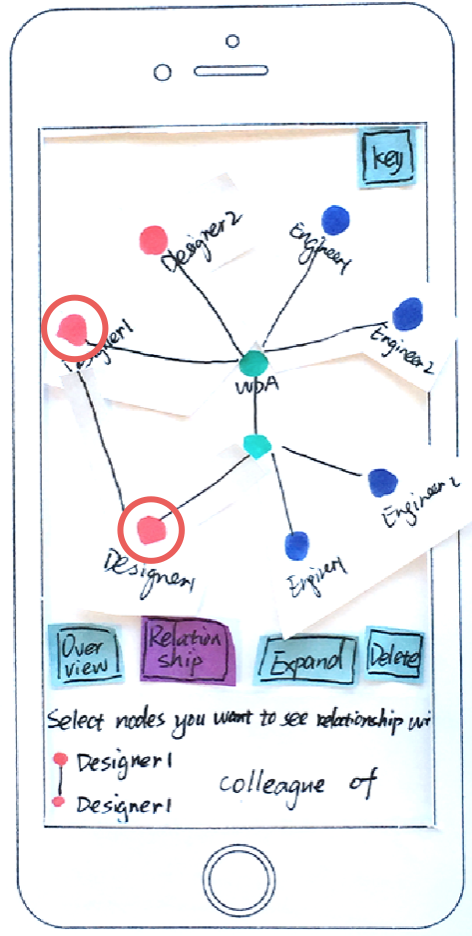 key
Designer2
Engineer1
Designer1
Engineer2
WDA
Engineer2
Designer1
Enginer1
Over
view
Relation
ship
Expand
Delete
Select nodes you want to see relationship wi
Designer1
Designer1
colleague of